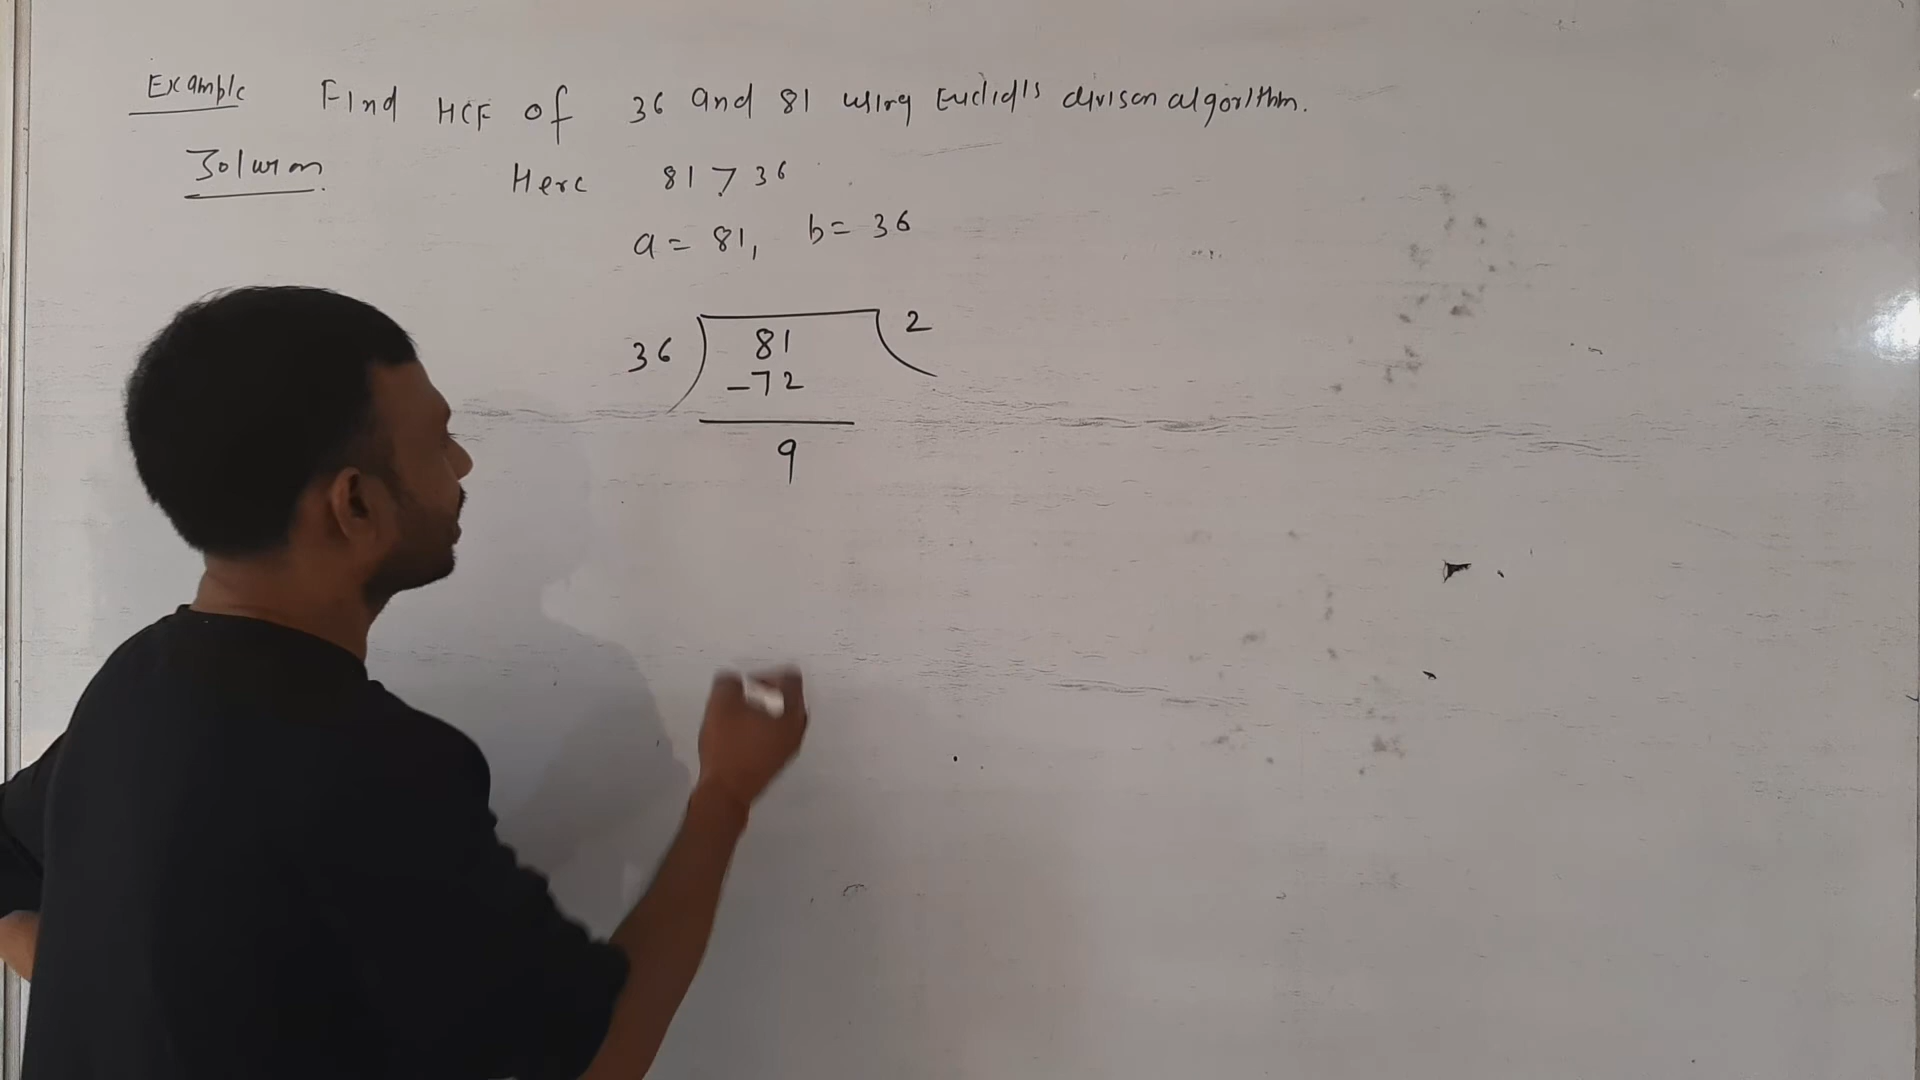 Example Find HCF of 36 and 81 using Euclid's divison algorithm.
Solution Here 81 > 36
a = 81, b = 36
36 ) 81 ( 2
-72
9